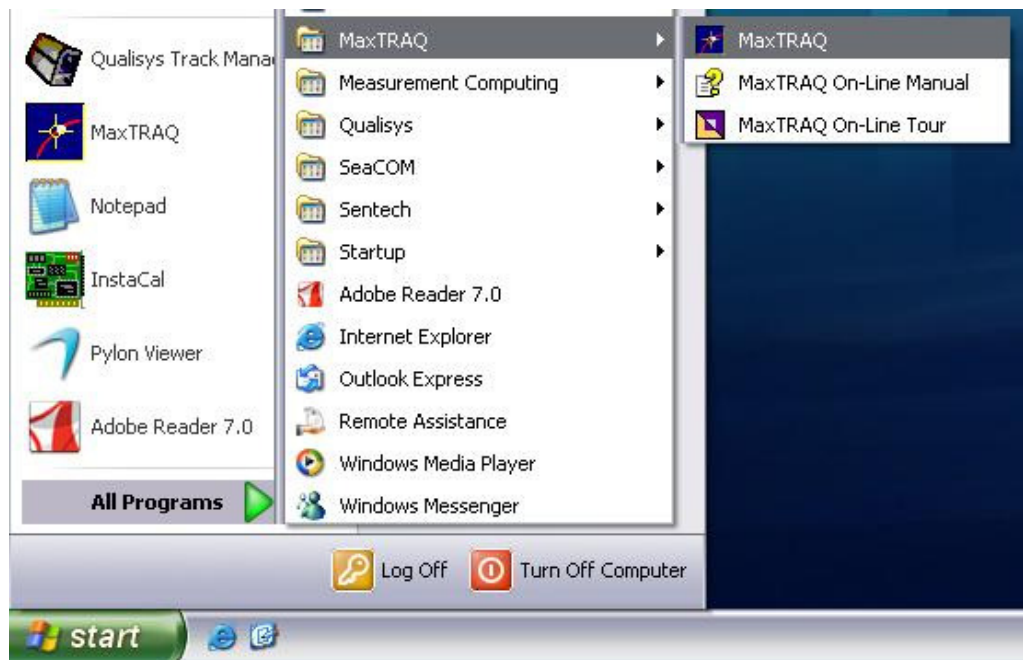 Qualisys Track Mana
MaxTRAQ
Notepad
InstaCal
Pylon Viewer
Adobe Reader 7.0
All Programs
MaxTRAQ
Measurement Computing
Qualisys
SeaCOM
Sentech
Startup
Adobe Reader 7.0
Internet Explorer
Outlook Express
Remote Assistance
Windows Media Player
Windows Messenger
MaxTRAQ
MaxTRAQ On-Line Manual
MaxTRAQ On-Line Tour
Log Off
Turn Off Computer
start